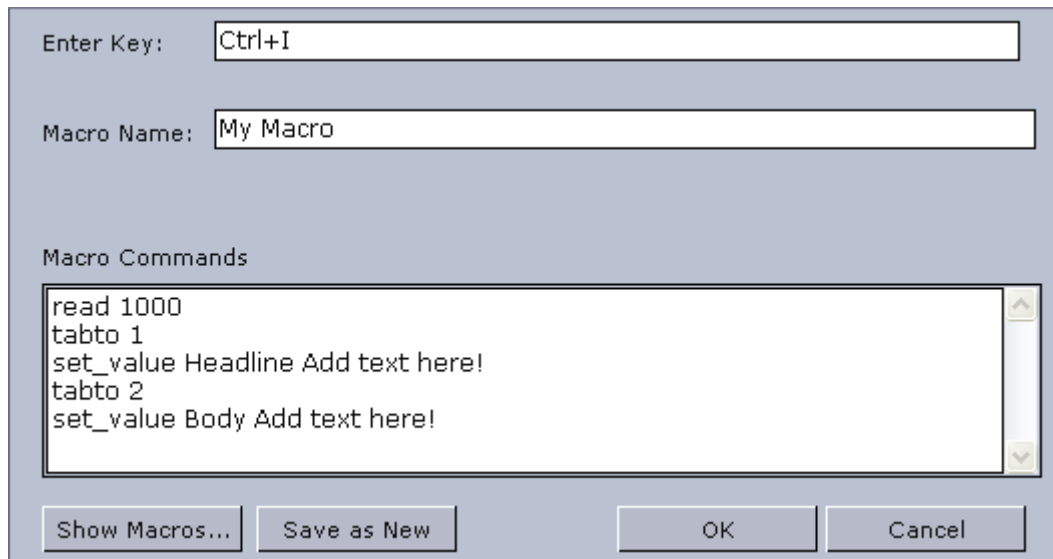 Enter Key: Ctrl+I
Macro Name: My Macro
Macro Commands
read 1000
tabto 1
set_value Headline Add text here!
tabto 2
set_value Body Add text here!
Show Macros... Save as New OK Cancel